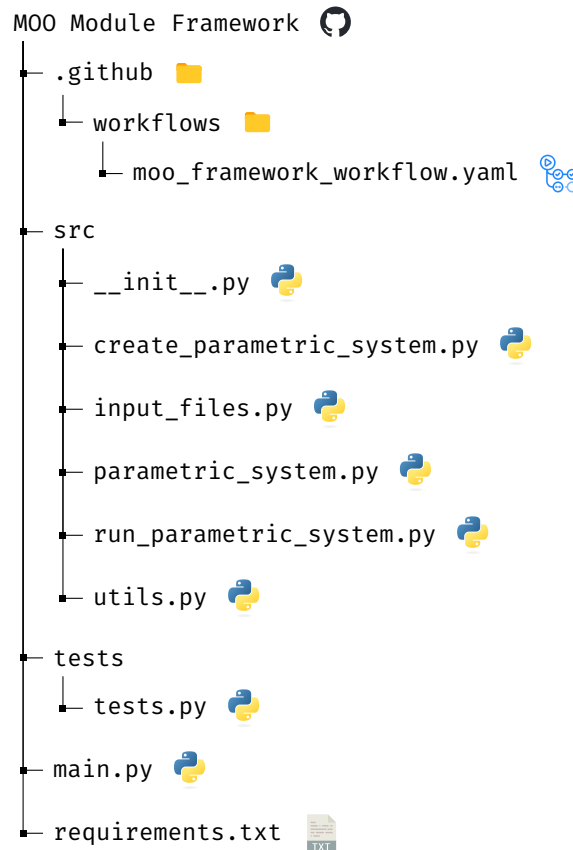 MOO Module Framework
.github
workflows
moo_framework_workflow.yaml
src
__init__.py
create_parametric_system.py
input_files.py
parametric_system.py
run_parametric_system.py
utils.py
tests
tests.py
main.py
requirements.txt
TXT